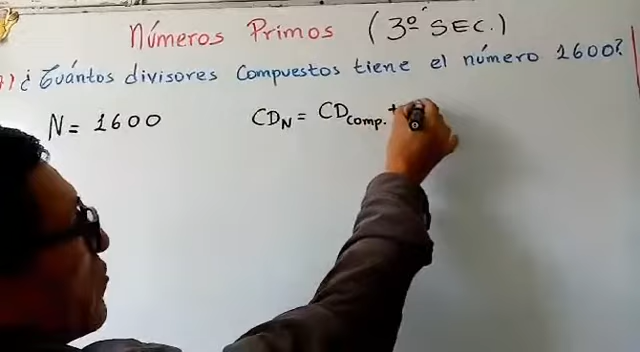 Números Primos (3º SEC.)
1) ¿Cuántos divisores Compuestos tiene el número 1600?
N = 1600
CD_N = CD_comp. +